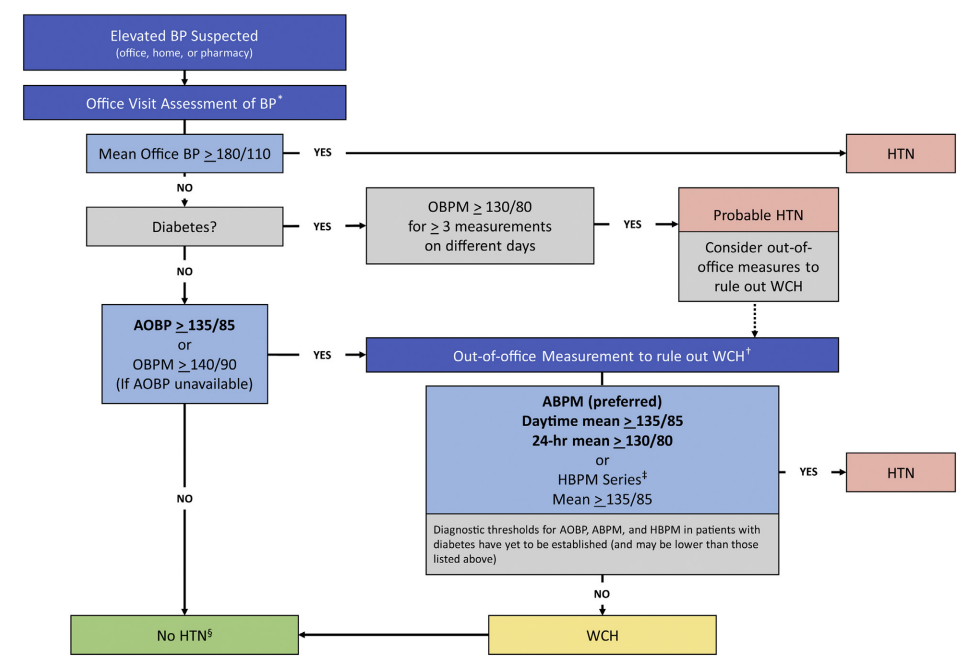 Elevated BP Suspected
(office, home, or pharmacy)
Office Visit Assessment of BP*
Mean Office BP ≥ 180/110
YES
HTN
NO
Diabetes?
YES
OBPM ≥ 130/80
for ≥ 3 measurements
on different days
YES
Probable HTN
Consider out-of-
office measures to
rule out WCH
NO
AOBP ≥ 135/85
or
OBPM ≥ 140/90
(If AOBP unavailable)
YES
Out-of-office Measurement to rule out WCH†
ABPM (preferred)
Daytime mean ≥ 135/85
24-hr mean ≥ 130/80
or
HBPM Series‡
Mean ≥ 135/85
YES
HTN
Diagnostic thresholds for AOBP, ABPM, and HBPM in patients with
diabetes have yet to be established (and may be lower than those
listed above)
NO
NO
No HTN§
WCH